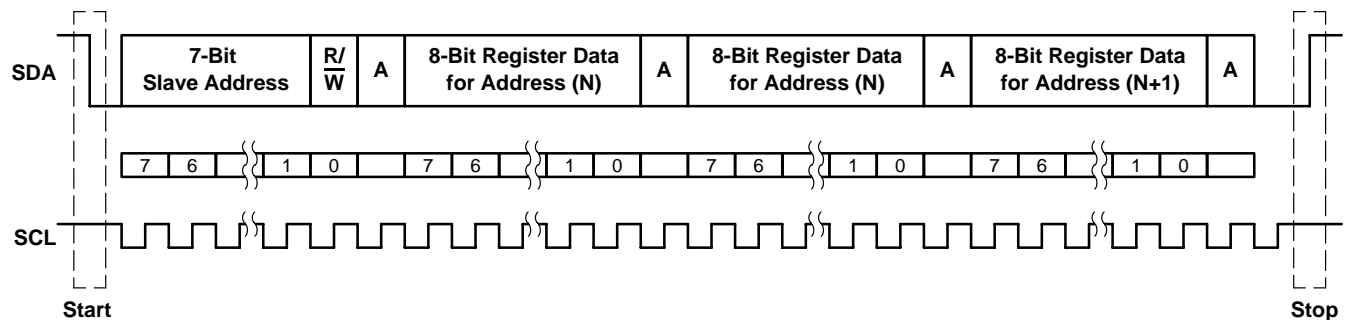 SDA
7-Bit
Slave Address
R/
W
A
8-Bit Register Data
for Address (N)
A
8-Bit Register Data
for Address (N)
A
8-Bit Register Data
for Address (N+1)
A
7 6 1 0 7 6 1 0 7 6 1 0 7 6 1 0
SCL
Start
Stop